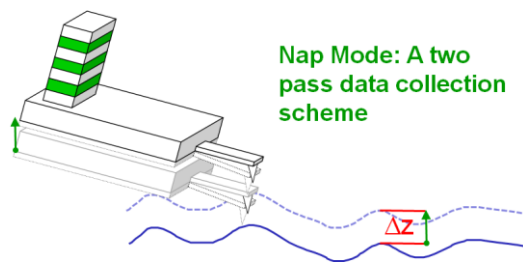 Nap Mode: A two
pass data collection
scheme
Δz